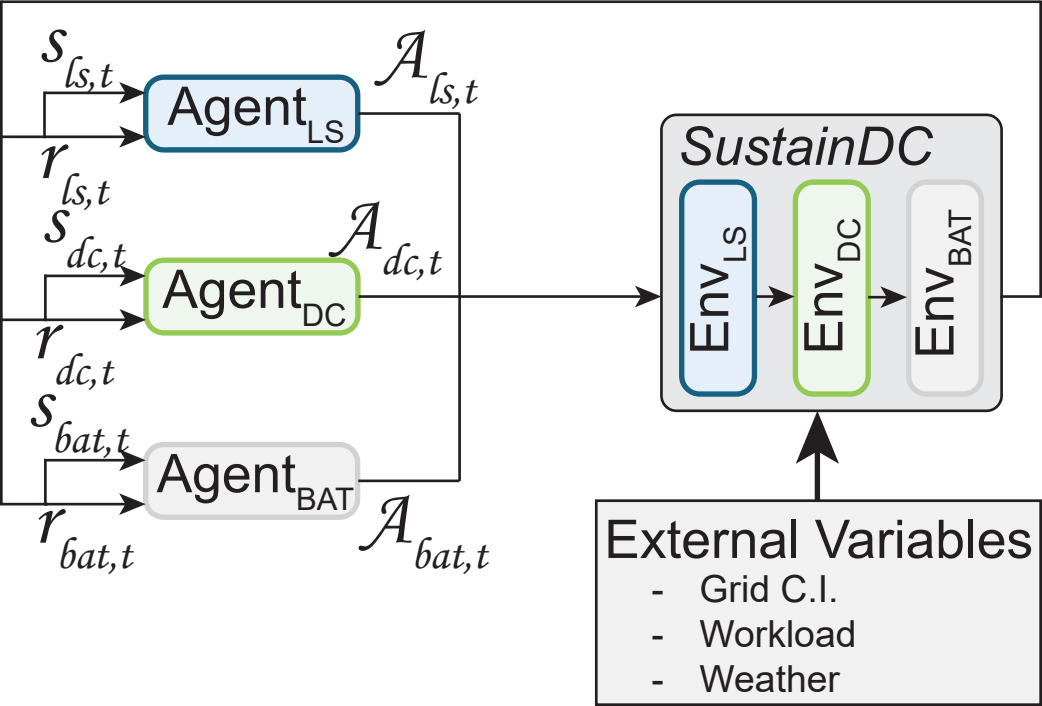 s_{ls,t}
Agent_{LS}
𝒜_{ls,t}
r_{ls,t}
s_{dc,t}
Agent_{DC}
𝒜_{dc,t}
r_{dc,t}
s_{bat,t}
Agent_{BAT}
𝒜_{bat,t}
r_{bat,t}
SustainDC
Env_{LS}
Env_{DC}
Env_{BAT}
External Variables
- Grid C.I.
- Workload
- Weather